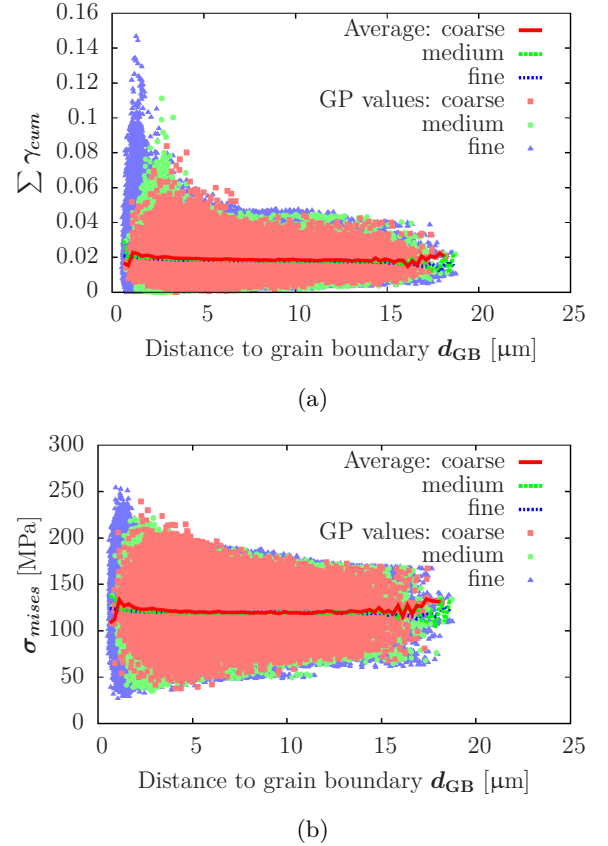 0.16
0.14
0.12
0.1
0.08
0.06
0.04
0.02
0
∑ γcum
Average: coarse
medium
fine
GP values: coarse
medium
fine
0 5 10 15 20 25
Distance to grain boundary dGB [μm]
(a)
300
250
200
150
100
50
0
σmises [MPa]
Average: coarse
medium
fine
GP values: coarse
medium
fine
0 5 10 15 20 25
Distance to grain boundary dGB [μm]
(b)